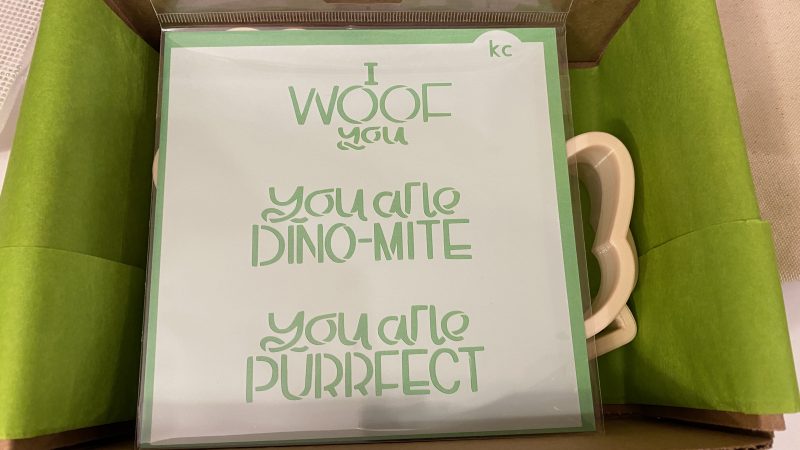 kc
I
WOOF
you
you are
DINO-MITE
you are
PURRFECT